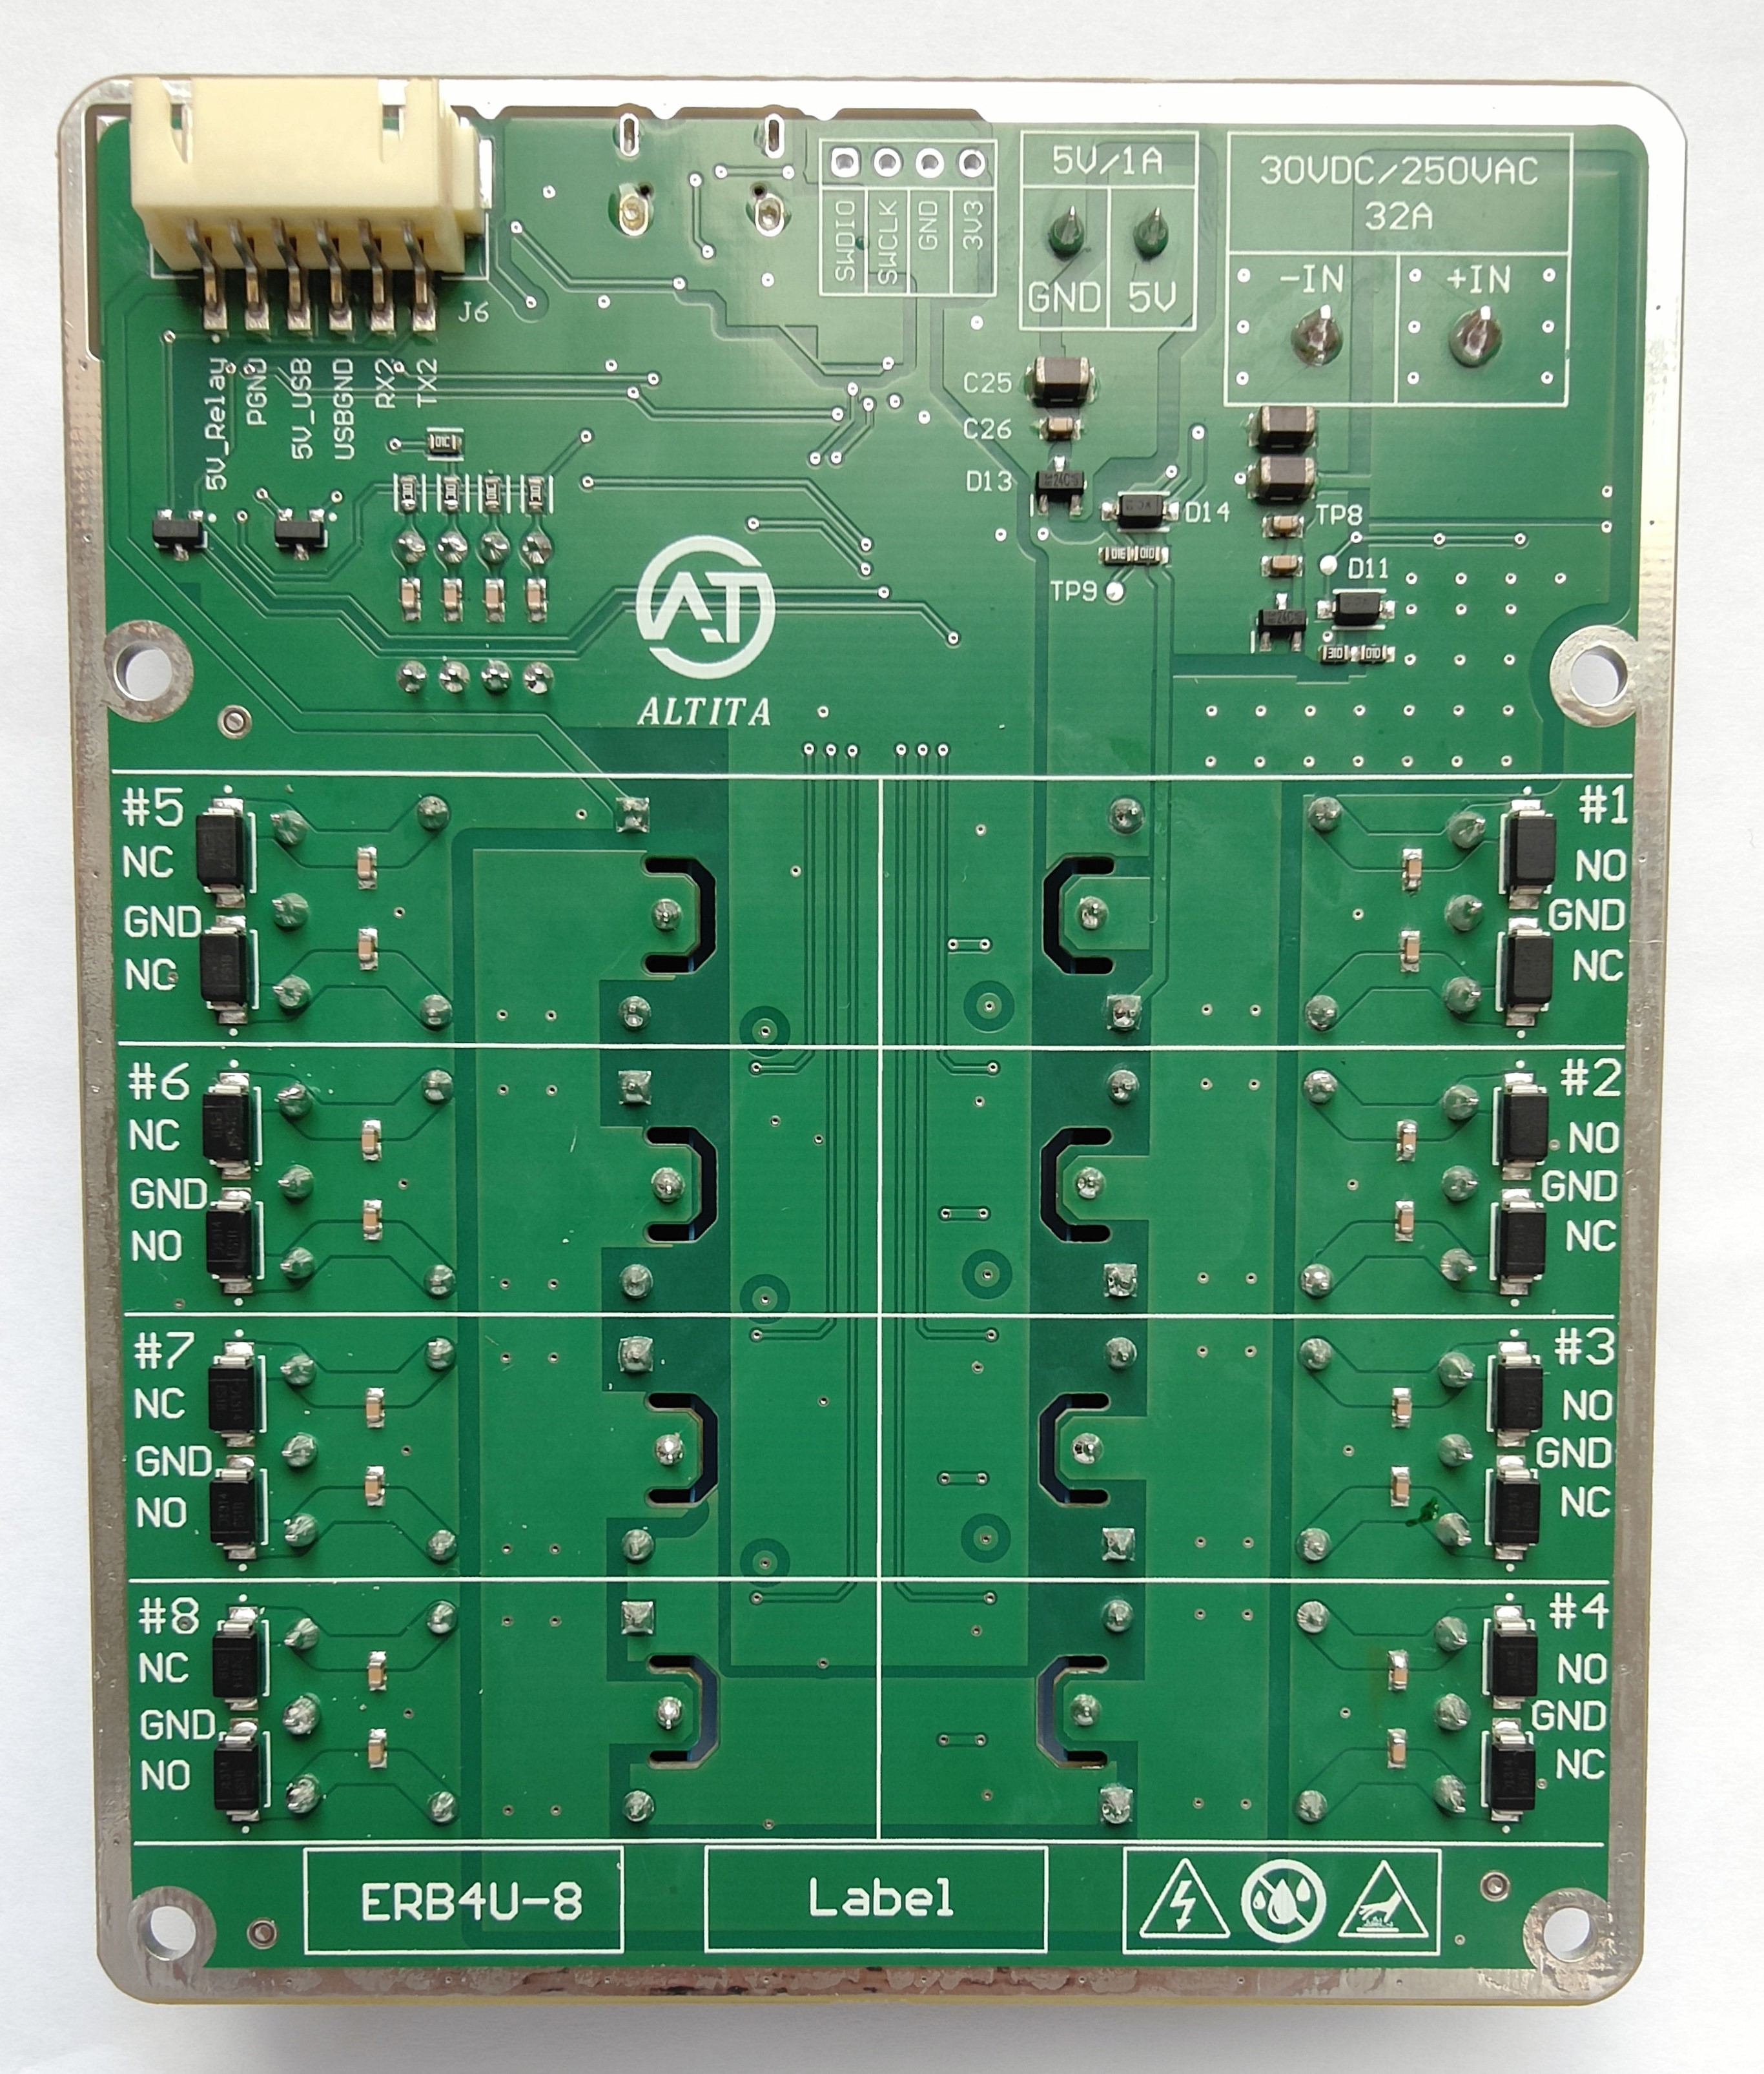 5V/1A
GND
5V
30VDC/250VAC
32A
-IN
+IN
SWDIO
SWCLK
GND
3V3
J6
5V_Relay
PGND
5V_USB
USBGND
RX2
TX2
C25
C26
D13
D14
TP8
D11
TP9
AT
ALTITA
#5
NC
GND
NC
#1
NO
GND
NC
#6
NC
GND
NO
#2
NO
GND
NC
#7
NC
GND
NO
#3
NO
GND
NC
#8
NC
GND
NO
#4
NO
GND
NC
ERB4U-8
Label